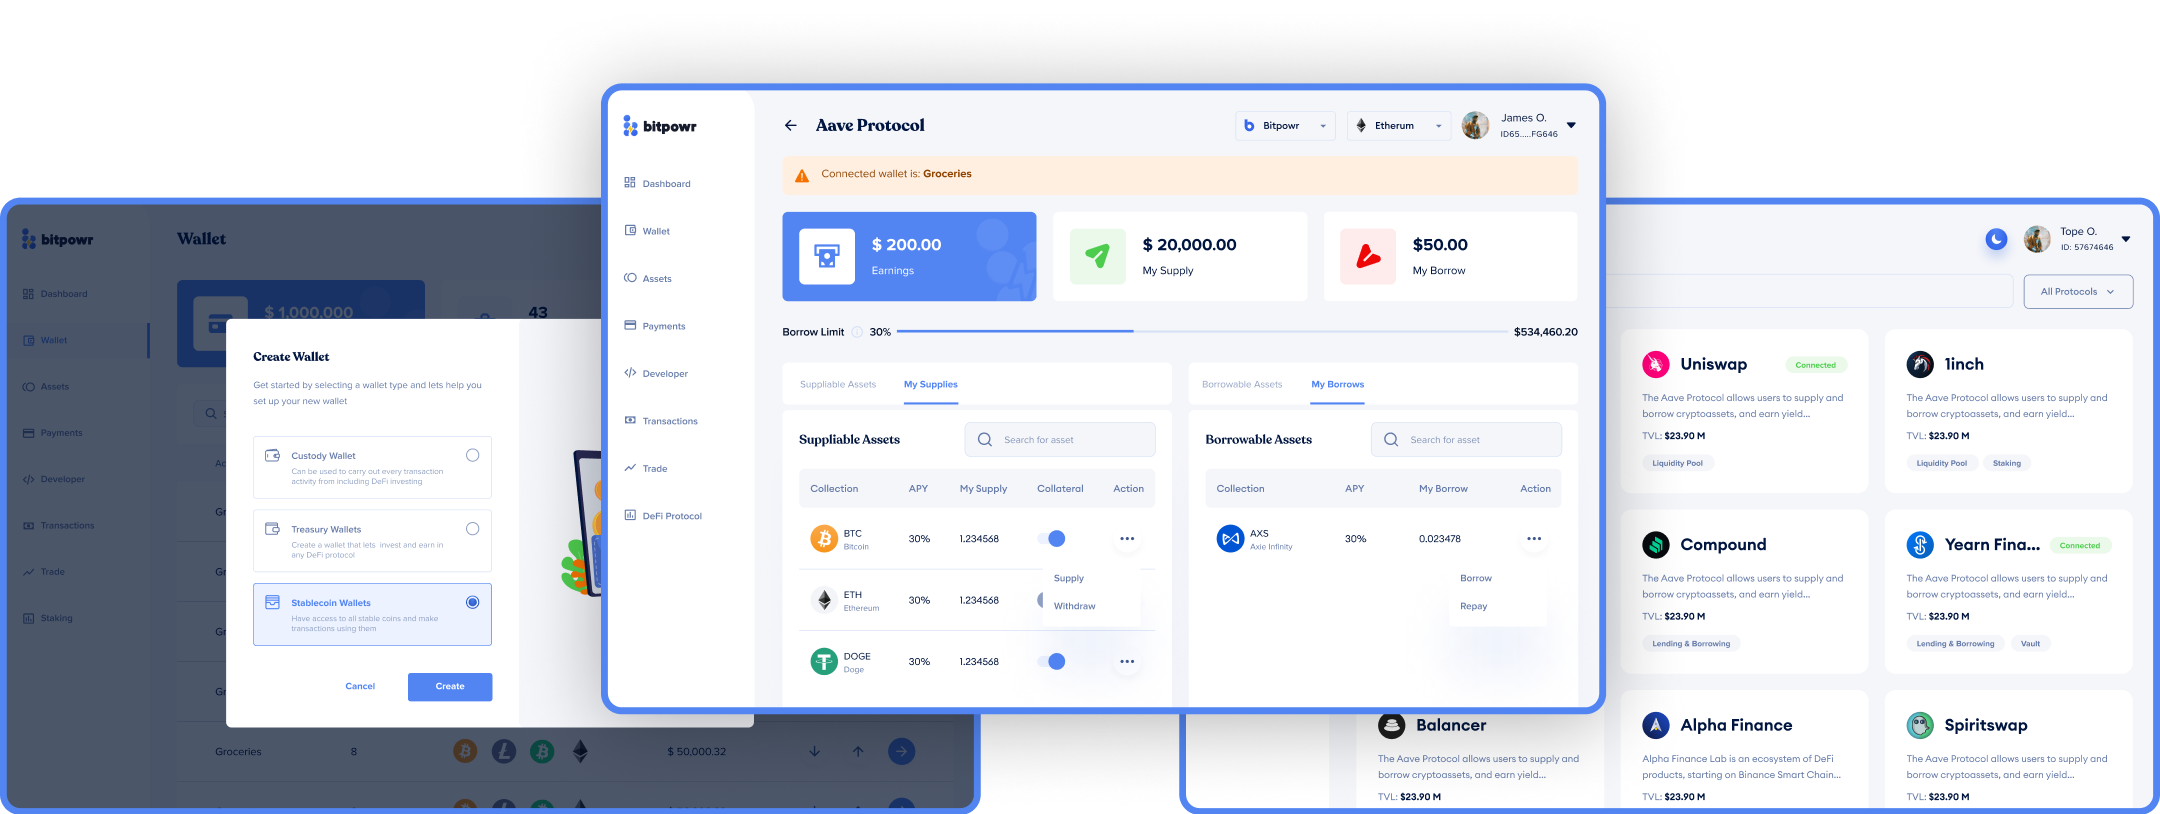 bitpowr
Wallet
Dashboard
Wallet
Assets
Payments
Developer
Transactions
Trade
Staking
$ 1,000,000
43
Create Wallet
Get started by selecting a wallet type and lets help you
set up your new wallet
Custody Wallet
Can be used to carry out every transaction
activity from including DeFi investing
Treasury Wallets
Create a wallet that lets invest and earn in
any DeFi protocol
Stablecoin Wallets
Have access to all stable coins and make
transactions using them
Cancel
Create
Groceries
8
$ 50,000.32
bitpowr
Dashboard
Wallet
Assets
Payments
Developer
Transactions
Trade
DeFi Protocol
Aave Protocol
Bitpowr
Etherum
James O.
ID65.....FG646
Connected wallet is: Groceries
$ 200.00
Earnings
$ 20,000.00
My Supply
$50.00
My Borrow
Borrow Limit
30%
$534,460.20
Suppliable Assets
My Supplies
Suppliable Assets
Search for asset
Collection APY My Supply Collateral Action
BTC
Bitcoin
30%
1.234568
Supply
Withdraw
ETH
Ethereum
30%
1.234568
DOGE
Doge
30%
1.234568
Borrowable Assets
My Borrows
Borrowable Assets
Search for asset
Collection APY My Borrow Action
AXS
Axie Infinity
30%
0.023478
Borrow
Repay
Tope O.
ID: 57674646
All Protocols
Uniswap
Connected
The Aave Protocol allows users to supply and
borrow cryptoassets, and earn yield...
TVL: $23.90 M
Liquidity Pool
1inch
The Aave Protocol allows users to supply and
borrow cryptoassets, and earn yield...
TVL: $23.90 M
Liquidity Pool
Staking
Compound
The Aave Protocol allows users to supply and
borrow cryptoassets, and earn yield...
TVL: $23.90 M
Lending & Borrowing
Yearn Fina...
Connected
The Aave Protocol allows users to supply and
borrow cryptoassets, and earn yield...
TVL: $23.90 M
Lending & Borrowing
Vault
Balancer
The Aave Protocol allows users to supply and
borrow cryptoassets, and earn yield...
TVL: $23.90 M
Alpha Finance
Alpha Finance Lab is an ecosystem of DeFi
products, starting on Binance Smart Chain...
TVL: $23.90 M
Spiritswap
The Aave Protocol allows users to supply and
borrow cryptoassets, and earn yield...
TVL: $23.90 M